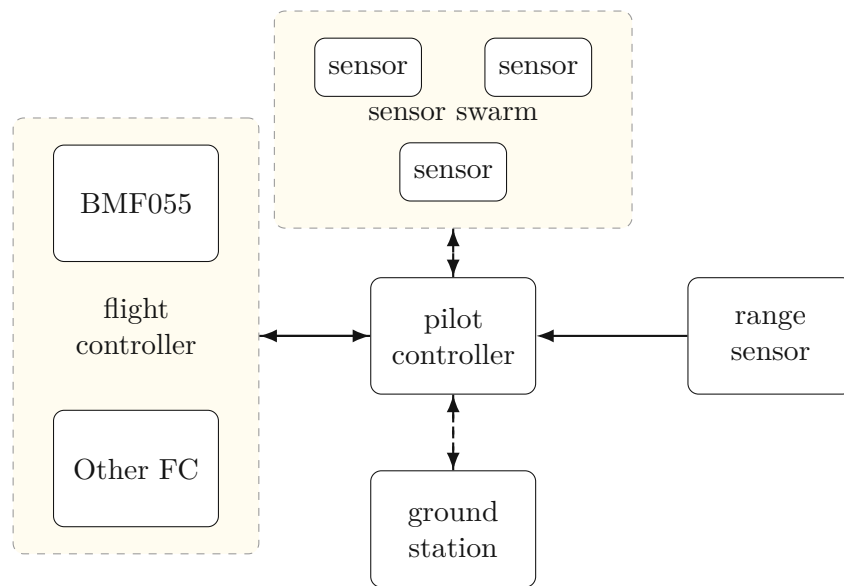 sensor
sensor
sensor swarm
sensor
BMF055
flight
controller
Other FC
pilot
controller
range
sensor
ground
station